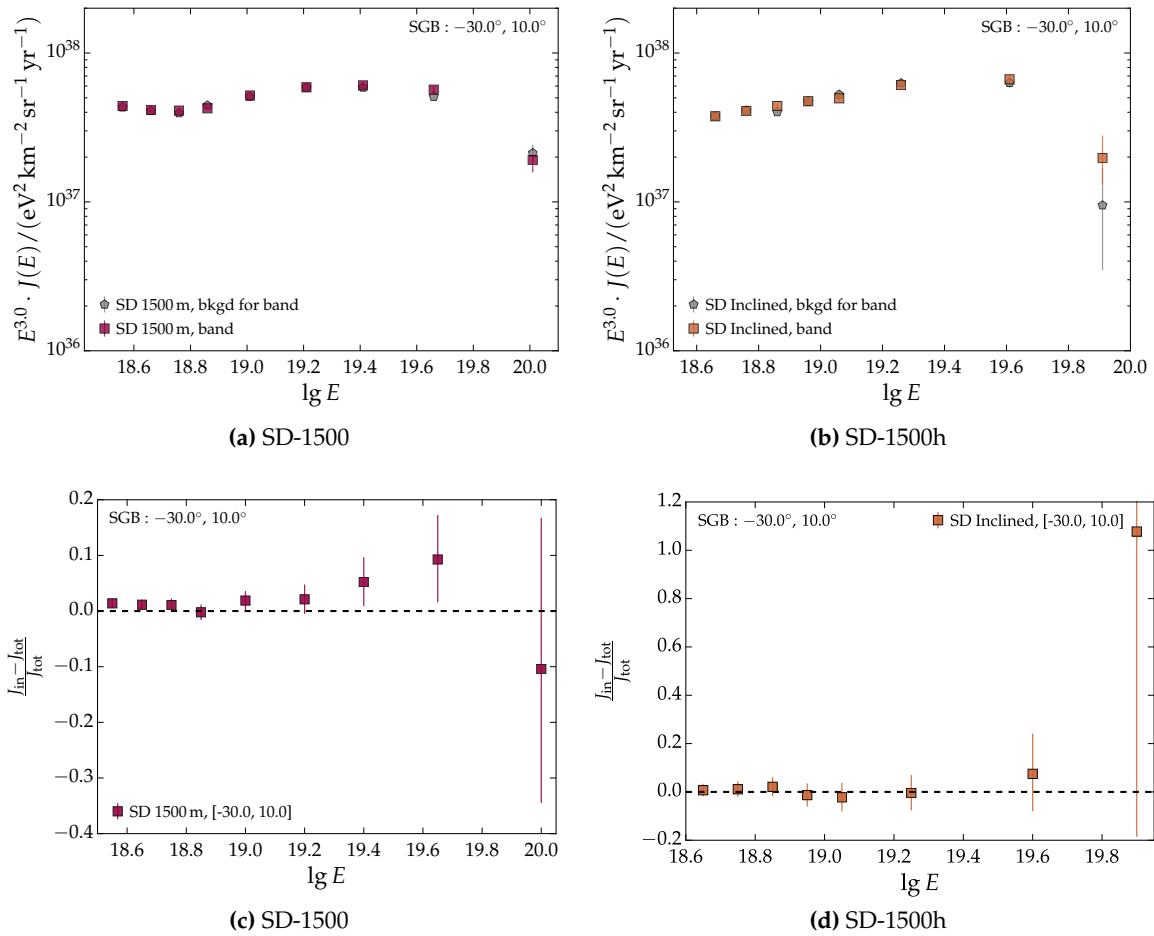 SGB : −30.0°, 10.0°
10^38
10^37
10^36
E^3.0 · J(E) / (eV^2 km^−2 sr^−1 yr^−1)
SD 1500 m, bkgd for band
SD 1500 m, band
18.6 18.8 19.0 19.2 19.4 19.6 19.8 20.0
lg E
(a) SD-1500
SGB : −30.0°, 10.0°
10^38
10^37
10^36
E^3.0 · J(E) / (eV^2 km^−2 sr^−1 yr^−1)
SD Inclined, bkgd for band
SD Inclined, band
18.6 18.8 19.0 19.2 19.4 19.6 19.8 20.0
lg E
(b) SD-1500h
SGB : −30.0°, 10.0°
0.2
0.1
0.0
−0.1
−0.2
−0.3
−0.4
J_in−J_tot
J_tot
SD 1500 m, [-30.0, 10.0]
18.6 18.8 19.0 19.2 19.4 19.6 19.8 20.0
lg E
(c) SD-1500
SGB : −30.0°, 10.0°
SD Inclined, [-30.0, 10.0]
1.2
1.0
0.8
0.6
0.4
0.2
0.0
−0.2
J_in−J_tot
J_tot
18.6 18.8 19.0 19.2 19.4 19.6 19.8
lg E
(d) SD-1500h